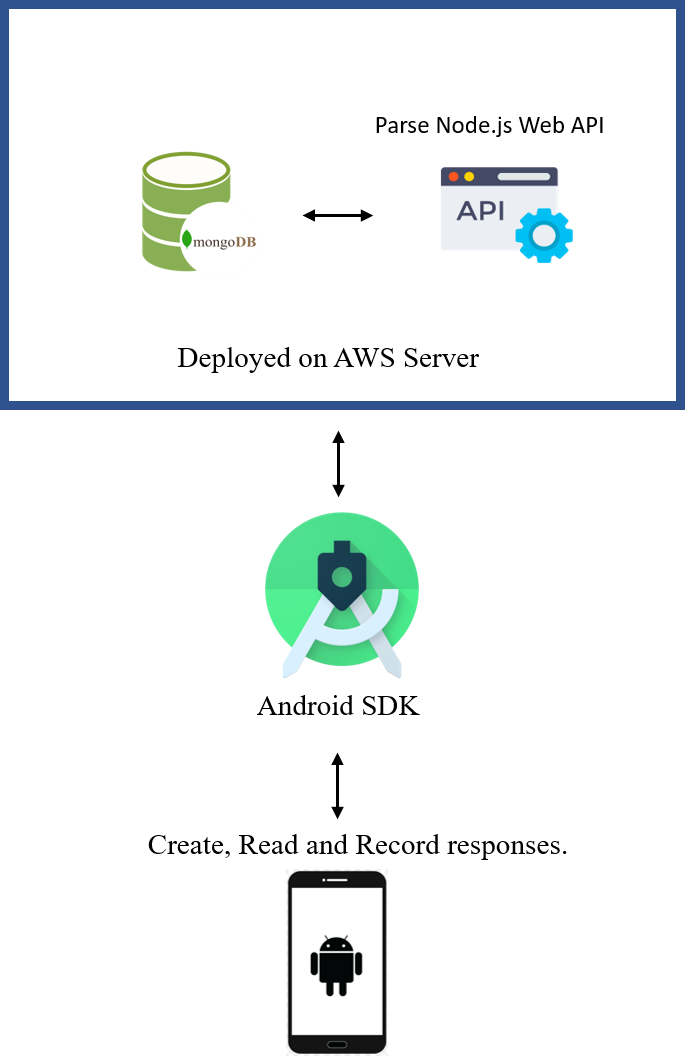 Parse Node.js Web API
API
mongoDB
Deployed on AWS Server
Android SDK
Create, Read and Record responses.